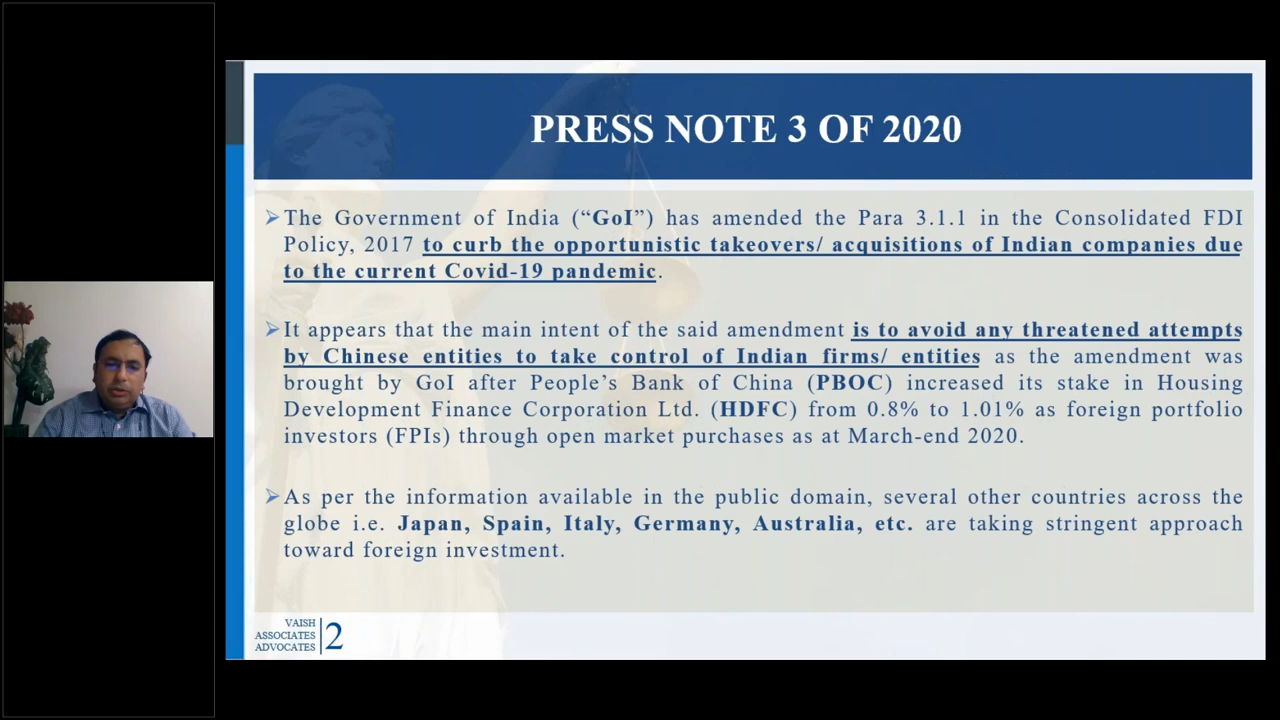 PRESS NOTE 3 OF 2020
➢The Government of India (“GoI”) has amended the Para 3.1.1 in the Consolidated FDI
Policy, 2017 to curb the opportunistic takeovers/ acquisitions of Indian companies due
to the current Covid-19 pandemic.
➢It appears that the main intent of the said amendment is to avoid any threatened attempts
by Chinese entities to take control of Indian firms/ entities as the amendment was
brought by GoI after People’s Bank of China (PBOC) increased its stake in Housing
Development Finance Corporation Ltd. (HDFC) from 0.8% to 1.01% as foreign portfolio
investors (FPIs) through open market purchases as at March-end 2020.
➢As per the information available in the public domain, several other countries across the
globe i.e. Japan, Spain, Italy, Germany, Australia, etc. are taking stringent approach
toward foreign investment.
VAISH
ASSOCIATES
ADVOCATES
2